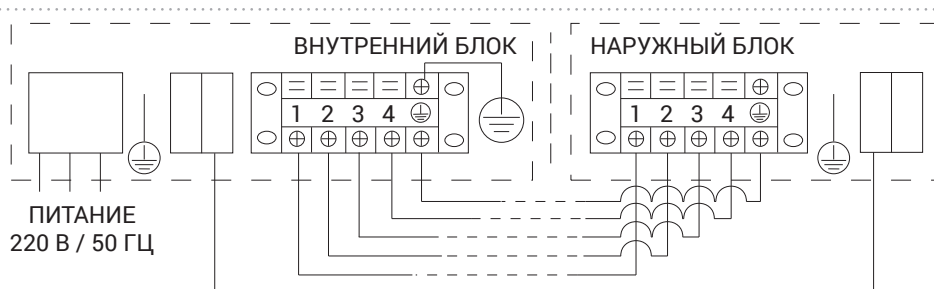 ВНУТРЕННИЙ БЛОК
НАРУЖНЫЙ БЛОК
1 2 3 4
1 2 3 4
ПИТАНИЕ
220 В / 50 ГЦ